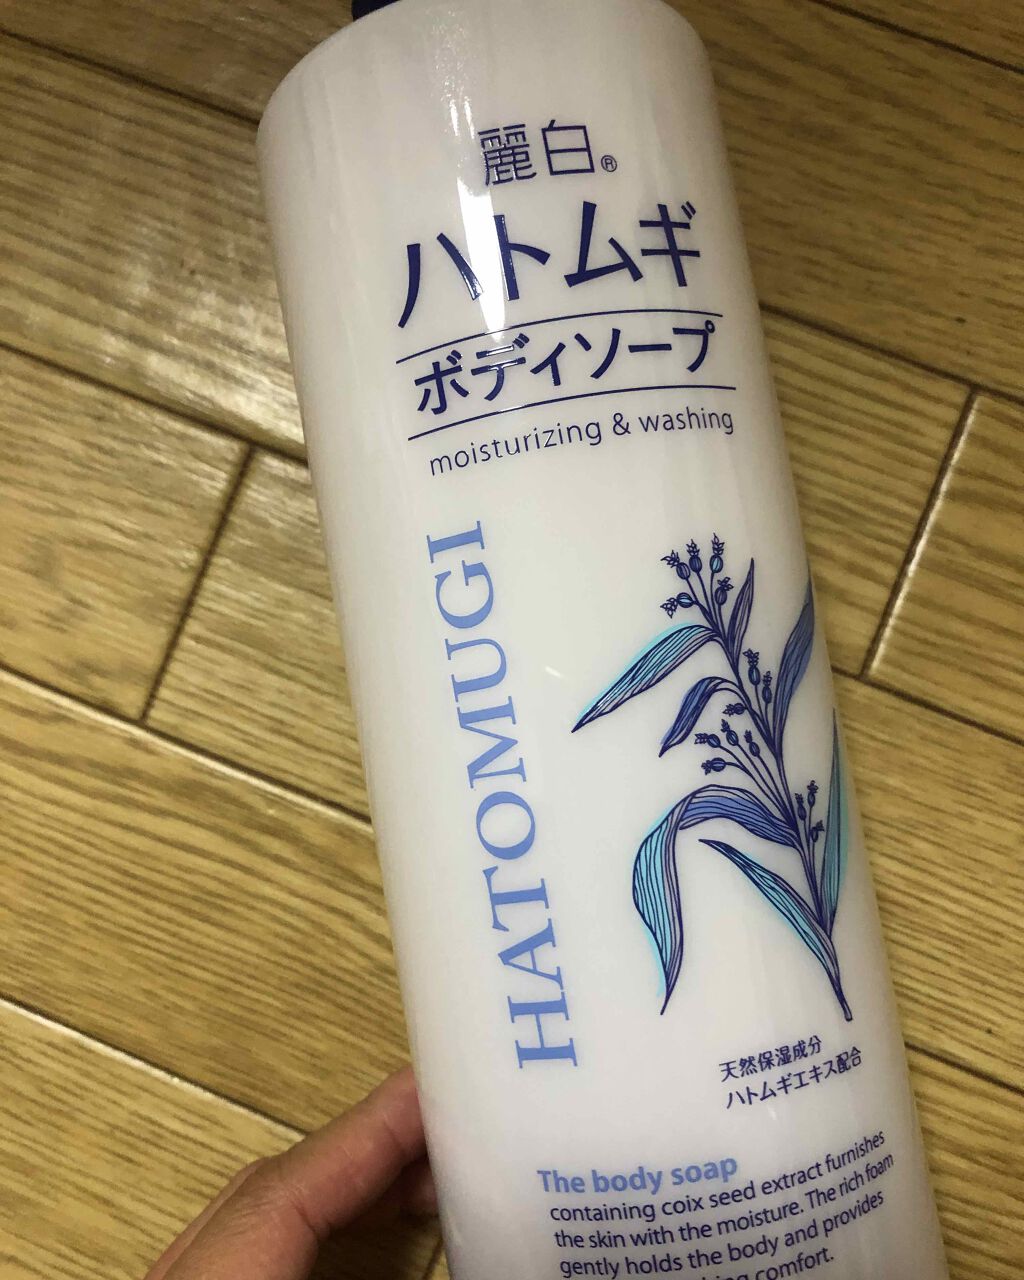 麗白®
ハトムギ
ボディソープ
moisturizing & washing
HATOMUGI
天然保湿成分
ハトムギエキス配合
The body soap
containing coix seed extract furnishes
the skin with the moisture. The rich foam
gently holds the body and provides
comfort.